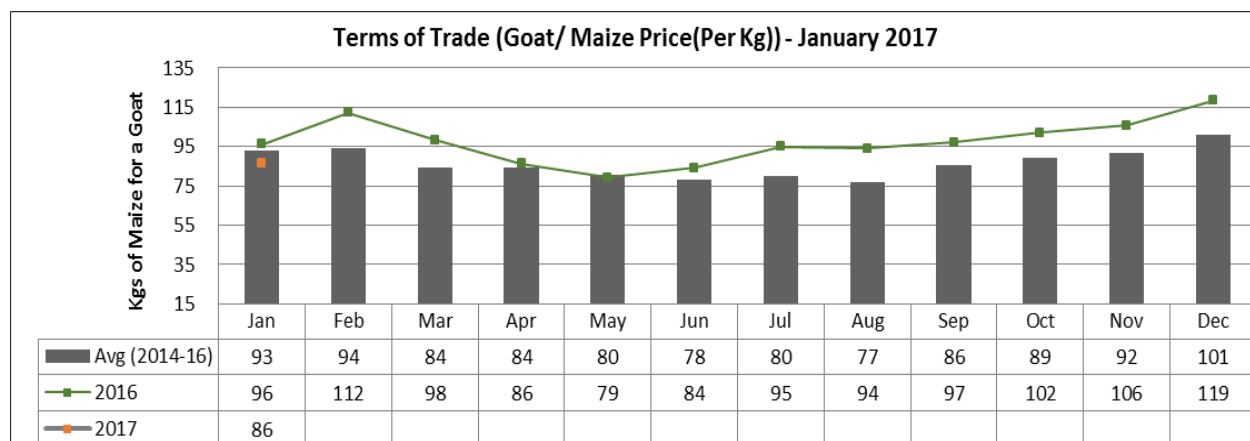 Terms of Trade (Goat/ Maize Price(Per Kg)) - January 2017
Kgs of Maize for a Goat
135
115
95
75
55
35
15
Jan Feb Mar Apr May Jun Jul Aug Sep Oct Nov Dec
Avg (2014-16) 93 94 84 84 80 78 80 77 86 89 92 101
2016 96 112 98 86 79 84 95 94 97 102 106 119
2017 86